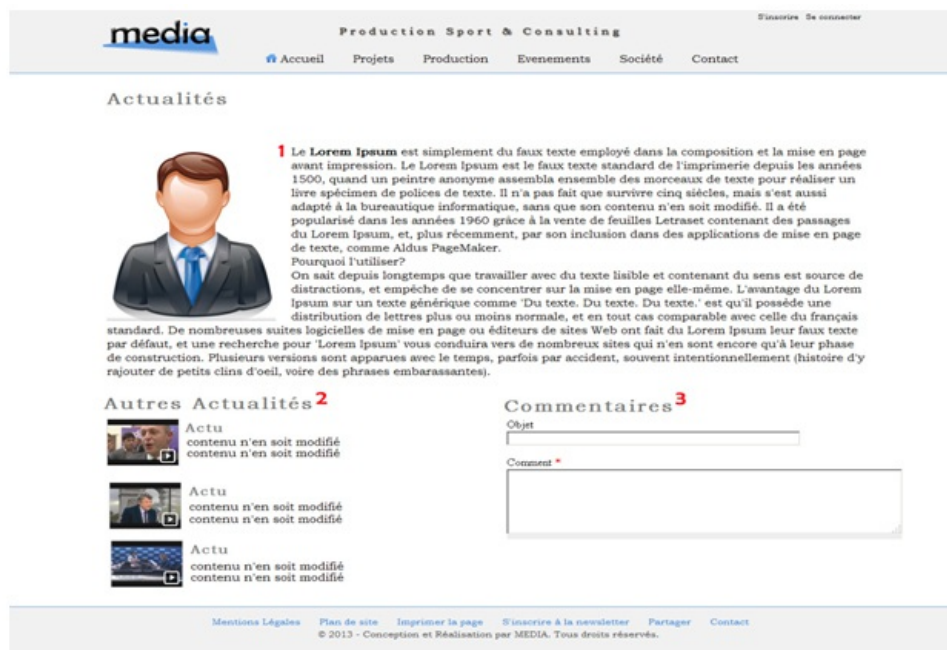 S'inscrire Se connecter
media
Production Sport & Consulting
Accueil Projets Production Evenements Société Contact
Actualités
1 Le Lorem Ipsum est simplement du faux texte employé dans la composition et la mise en page
avant impression. Le Lorem Ipsum est le faux texte standard de l'imprimerie depuis les années
1500, quand un peintre anonyme assembla ensemble des morceaux de texte pour réaliser un
livre spécimen de polices de texte. Il n'a pas fait que survivre cinq siècles, mais s'est aussi
adapté à la bureautique informatique, sans que son contenu n'en soit modifié. Il a été
popularisé dans les années 1960 grâce à la vente de feuilles Letraset contenant des passages
du Lorem Ipsum, et, plus récemment, par son inclusion dans des applications de mise en page
de texte, comme Aldus PageMaker.
Pourquoi l'utiliser?
On sait depuis longtemps que travailler avec du texte lisible et contenant du sens est source de
distractions, et empêche de se concentrer sur la mise en page elle-même. L'avantage du Lorem
Ipsum sur un texte générique comme 'Du texte. Du texte. Du texte.' est qu'il possède une
distribution de lettres plus ou moins normale, et en tout cas comparable avec celle du français
standard. De nombreuses suites logicielles de mise en page ou éditeurs de sites Web ont fait du Lorem Ipsum leur faux texte
par défaut, et une recherche pour 'Lorem Ipsum' vous conduira vers de nombreux sites qui n'en sont encore qu'à leur phase
de construction. Plusieurs versions sont apparues avec le temps, parfois par accident, souvent intentionnellement (histoire d'y
rajouter de petits clins d'oeil, voire des phrases embarassantes).
Autres Actualités 2
Actu
contenu n'en soit modifié
contenu n'en soit modifié
Actu
contenu n'en soit modifié
contenu n'en soit modifié
Actu
contenu n'en soit modifié
contenu n'en soit modifié
Commentaires 3
Objet
Comment *
Mentions Légales Plan de site Imprimer la page S'inscrire à la newsletter Partager Contact
© 2013 - Conception et Réalisation par MEDIA. Tous droits réservés.